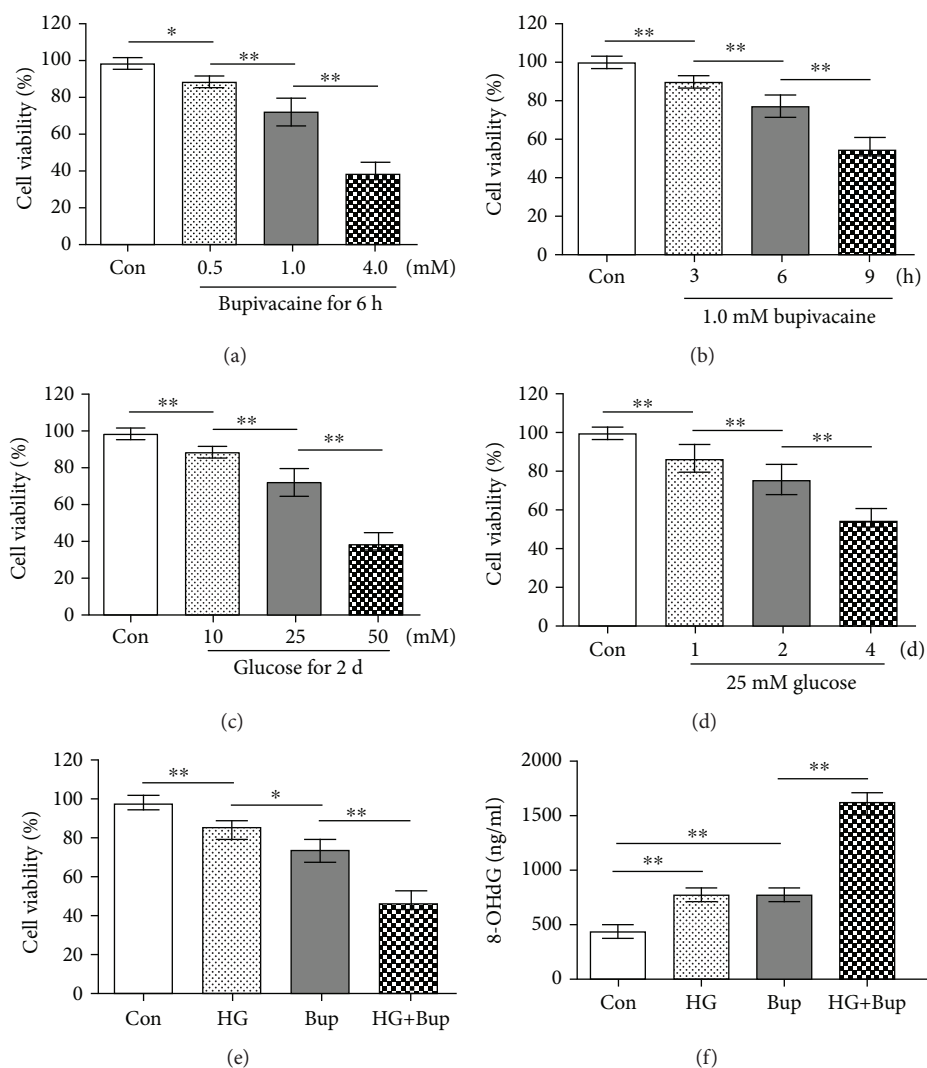 Cell viability (%)
120
100
80
60
40
20
0
* ** **
Con 0.5 1.0 4.0 (mM)
Bupivacaine for 6 h
(a)
Cell viability (%)
120
100
80
60
40
20
0
** ** **
Con 3 6 9 (h)
1.0 mM bupivacaine
(b)
Cell viability (%)
120
100
80
60
40
20
0
** ** **
Con 10 25 50 (mM)
Glucose for 2 d
(c)
Cell viability (%)
120
100
80
60
40
20
0
** ** **
Con 1 2 4 (d)
25 mM glucose
(d)
Cell viability (%)
120
100
80
60
40
20
0
** * **
Con HG Bup HG+Bup
(e)
8-OHdG (ng/ml)
2000
1500
1000
500
0
**
**
**
Con HG Bup HG+Bup
(f)